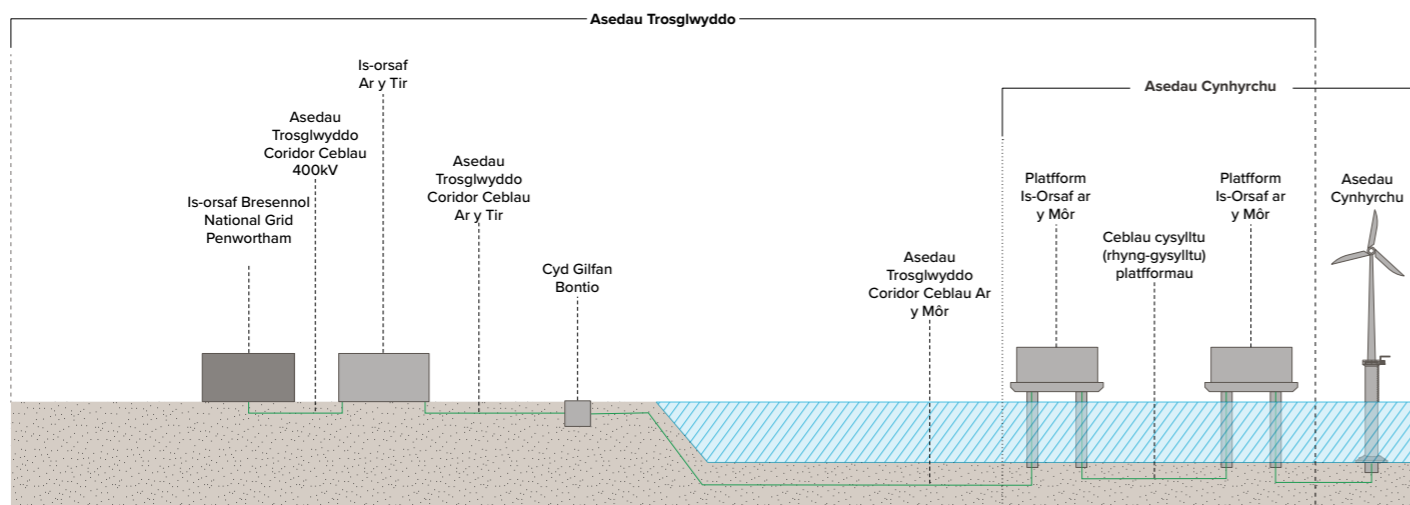 Asedau Trosglwyddo
Asedau Cynhyrchu
Is-orsaf
Ar y Tir
Asedau
Trosglwyddo
Coridor Ceblau
400kV
Is-orsaf Bresennol
National Grid
Penwortham
Asedau
Trosglwyddo
Coridor Ceblau
Ar y Tir
Cyd Gilfan
Bontio
Asedau
Trosglwyddo
Coridor Ceblau Ar
y Môr
Platfform
Is-Orsaf ar
y Môr
Ceblau cysylltu
(rhyng-gysylltu)
platfformau
Platfform
Is-Orsaf ar
y Môr
Asedau
Cynhyrchu